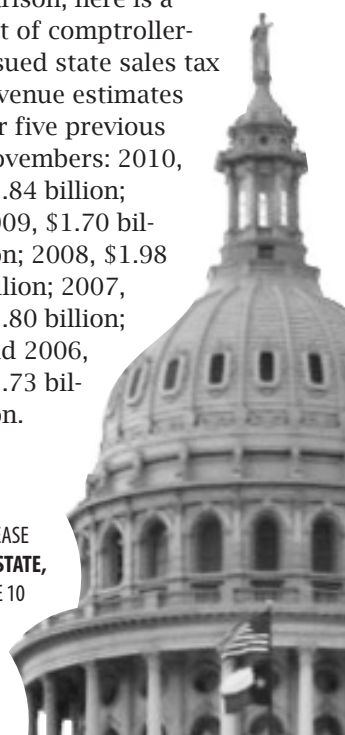 rison, here is a
t of comptroller-
sued state sales tax
venue estimates
r five previous
ovembers: 2010,
.84 billion;
009, $1.70 bil-
on; 2008, $1.98
llion; 2007,
.80 billion;
d 2006,
.73 bil-
on.
EASE
STATE,
E 10